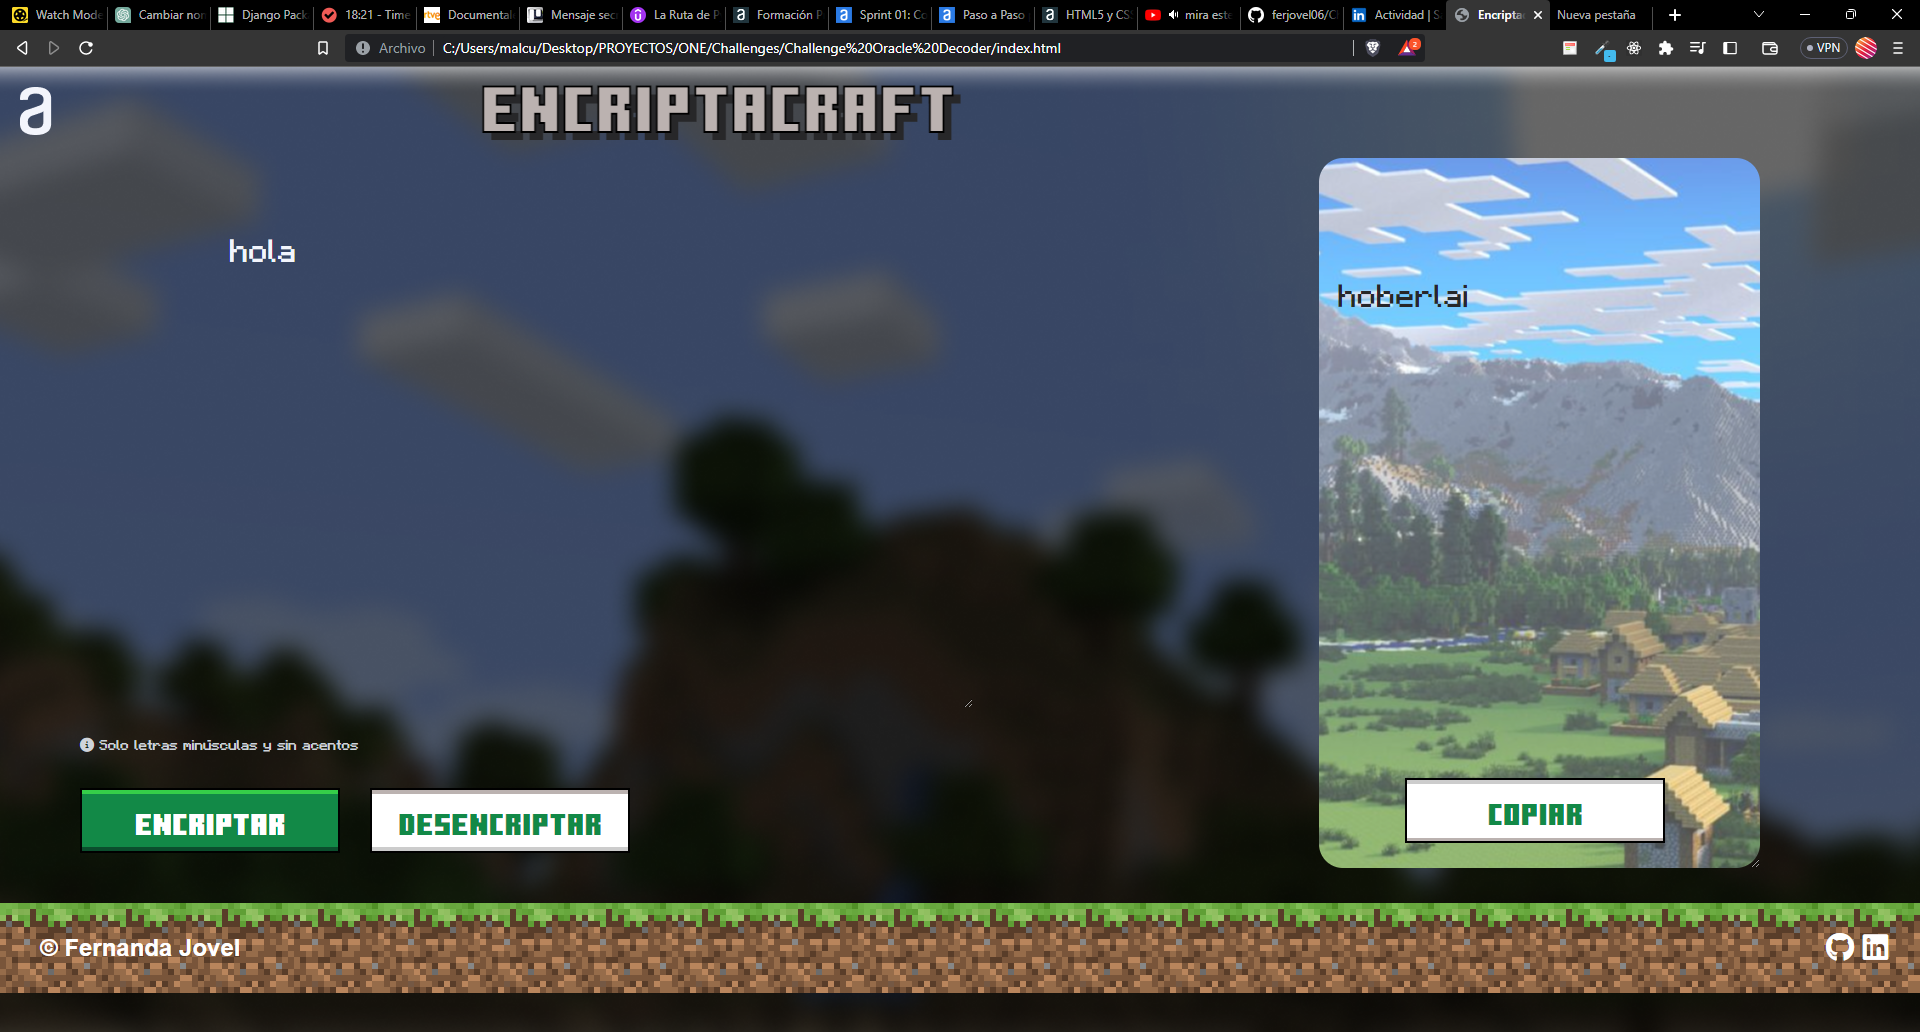 Watch Mode
Cambiar nor
Django Pack
18:21 - Time
Documental
Mensaje sec
La Ruta de P
Formación P
Sprint 01: Co
Paso a Paso
HTML5 y CS
mira este
ferjovel06/C
Actividad | S
Encripta
Nueva pestaña
Archivo
C:/Users/malcu/Desktop/PROYECTOS/ONE/Challenges/Challenge%20Oracle%20Decoder/index.html
2
VPN
a
ENCRIPTACRAFT
hola
hoberlai
Solo letras minúsculas y sin acentos
ENCRIPTAR
DESENCRIPTAR
COPIAR
© Fernanda Jovel